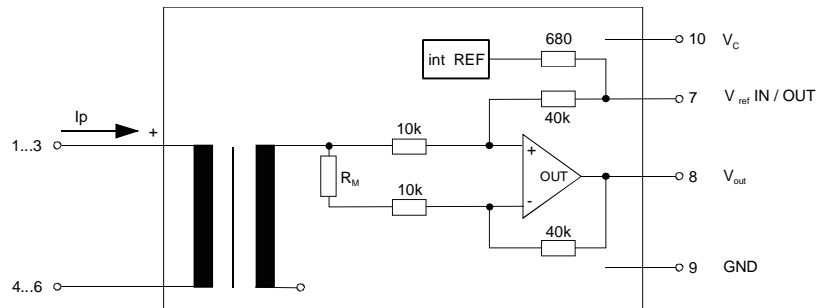 10 V_C
680
int REF
7 V_ref IN / OUT
40k
Ip
+
10k
1...3
+
OUT
8 V_out
R_M
10k
-
40k
9 GND
4...6